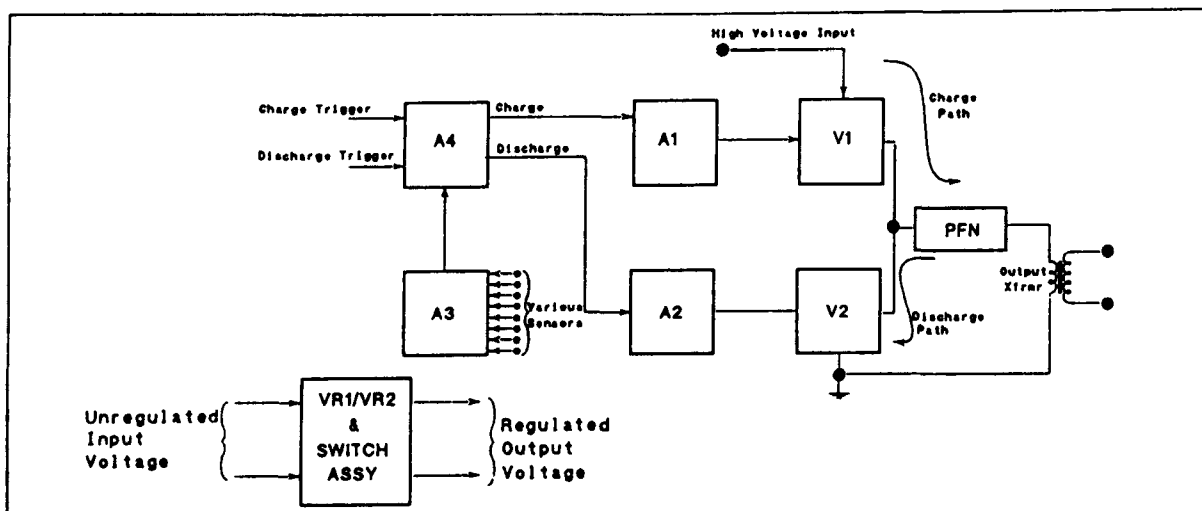 High Voltage Input
Charge Trigger
Charge
A4
A1
V1
Charge
Path
Discharge Trigger
Discharge
PFN
Output
Xfrmr
A3
Various
Sensors
A2
V2
Discharge
Path
VR1/VR2
&
SWITCH
ASSY
Unregulated
Input
Voltage
Regulated
Output
Voltage